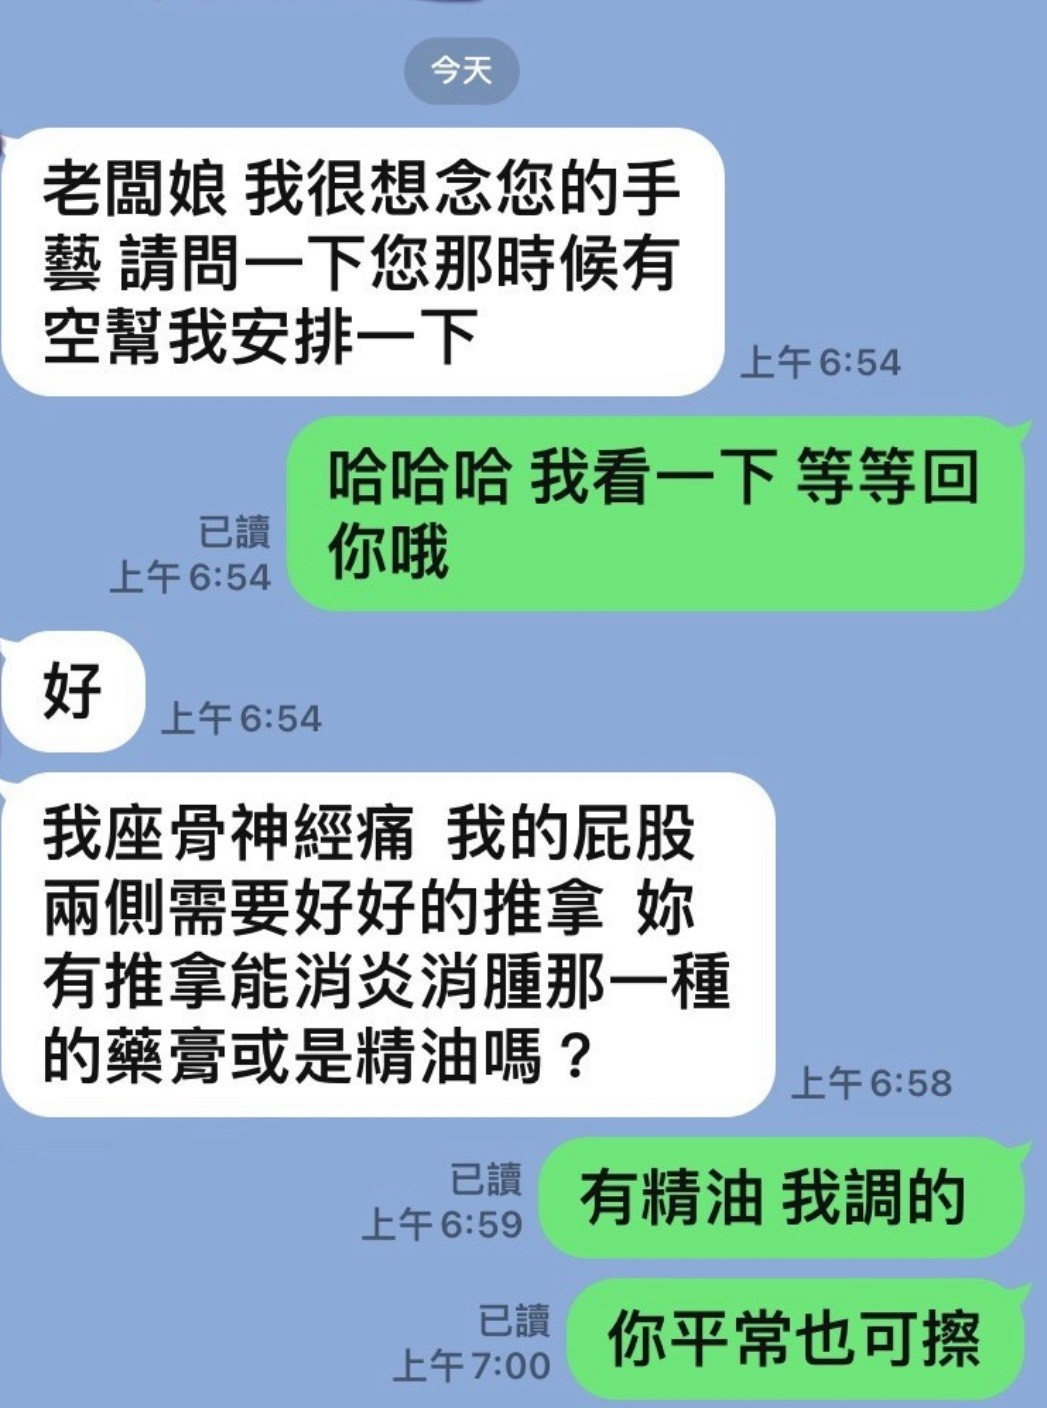 今天
老闆娘 我很想念您的手
藝 請問一下您那時候有
空幫我安排一下
上午 6:54
哈哈哈 我看一下 等等回
你哦
已讀
上午 6:54
好
上午 6:54
我座骨神經痛 我的屁股
兩側需要好好的推拿 妳
有推拿能消炎消腫那一種
的藥膏或是精油嗎？
上午 6:58
有精油 我調的
已讀
上午 6:59
你平常也可擦
已讀
上午 7:00